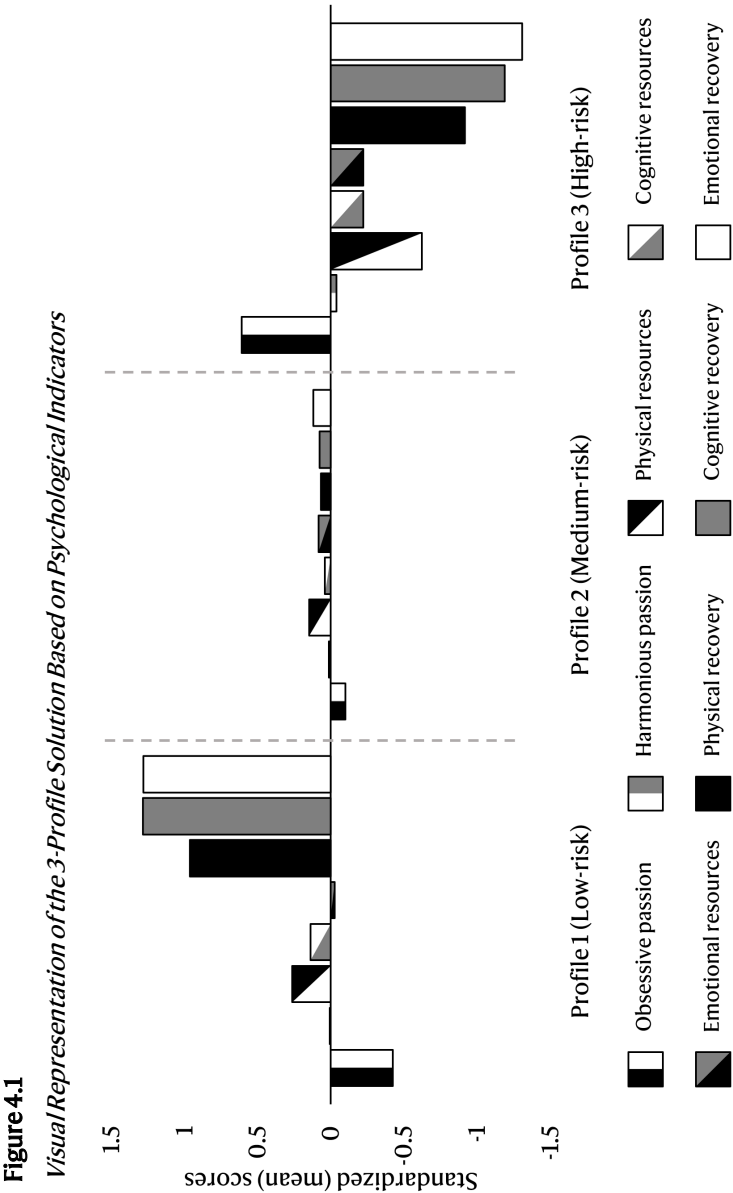 Figure 4.1
Visual Representation of the 3-Profile Solution Based on Psychological Indicators
Standardized (mean) scores
1.5
1
0.5
0
-0.5
-1
-1.5
Profile 1 (Low-risk) Profile 2 (Medium-risk) Profile 3 (High-risk)
Obsessive passion Harmonious passion Physical resources Cognitive resources
Emotional resources Physical recovery Cognitive recovery Emotional recovery